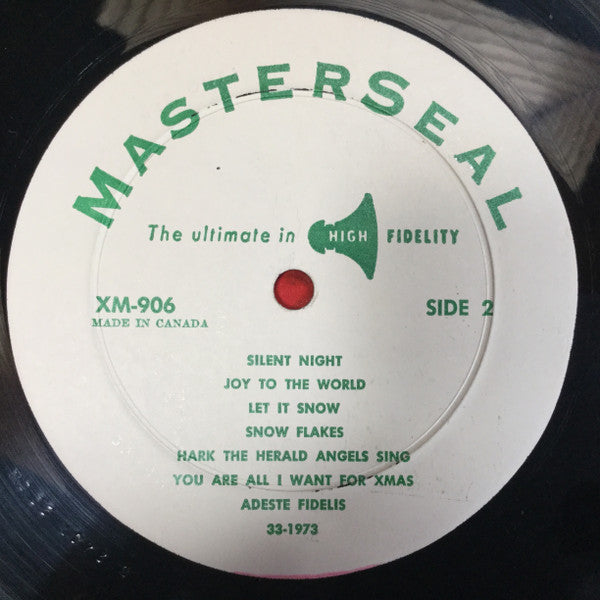 MASTERSEAL
The ultimate in HIGH FIDELITY
XM-906 SIDE 2
MADE IN CANADA
SILENT NIGHT
JOY TO THE WORLD
LET IT SNOW
SNOW FLAKES
HARK THE HERALD ANGELS SING
YOU ARE ALL I WANT FOR XMAS
ADESTE FIDELIS
33-1973